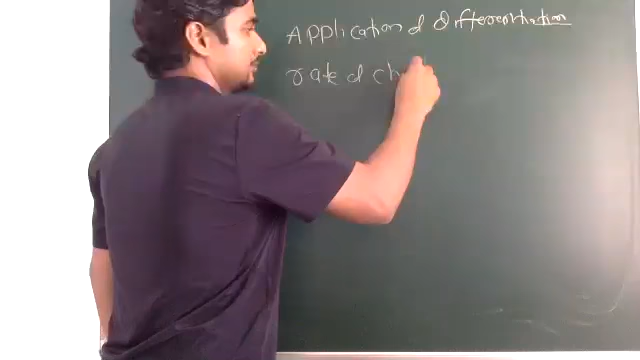 Application of differentiation
rate of ch